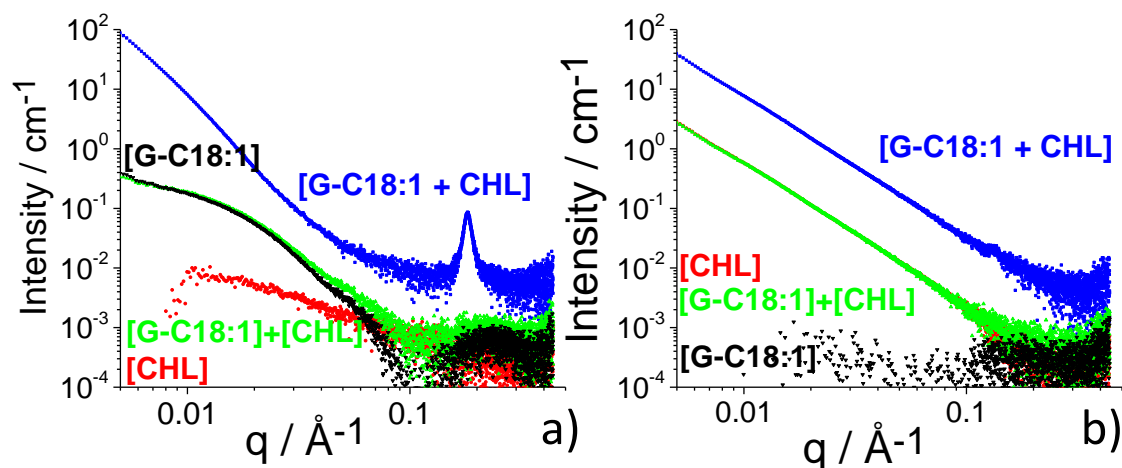 10²
10¹
10⁰
10⁻¹
10⁻²
10⁻³
10⁻⁴
Intensity / cm⁻¹
[G-C18:1]
[G-C18:1 + CHL]
[G-C18:1]+[CHL]
[CHL]
0.01 0.1
q / Å⁻¹
a)
10²
10¹
10⁰
10⁻¹
10⁻²
10⁻³
10⁻⁴
Intensity / cm⁻¹
[G-C18:1 + CHL]
[CHL]
[G-C18:1]+[CHL]
[G-C18:1]
0.01 0.1
q / Å⁻¹
b)